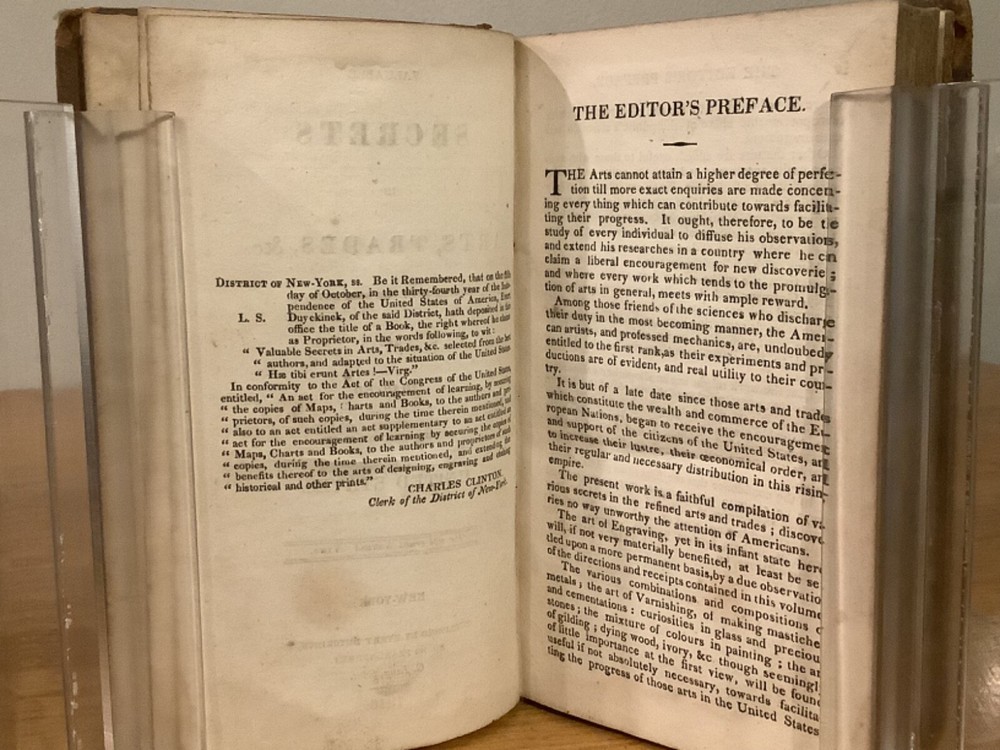 DISTRICT OF NEW-YORK, ss. Be it Remembered, that on the
day of October, in the thirty-fourth year of the Inde-
pendence of the United States of America, Evert
L. S. Duyckinck, of the said District, hath deposited in this
office the title of a Book, the right whereof he claims
as Proprietor, in the words following, to wit:
" Valuable Secrets in Arts, Trades, &c. selected from the best
" authors, and adapted to the situation of the United States
" Hæ tibi erunt Artes !—Virg."
In conformity to the Act of the Congress of the United States,
entitled, " An act for the encouragement of learning, by securing
" the copies of Maps, Charts and Books, to the authors and pro-
" prietors, of such copies, during the time therein mentioned, and
" also to an act entitled an act supplementary to an act entitled an
" act for the encouragement of learning by securing the copies of
" Maps, Charts and Books, to the authors and proprietors of such
" copies, during the time therein mentioned, and extending the
" benefits thereof to the arts of designing, engraving and etching
" historical and other prints."
CHARLES CLINTON,
Clerk of the District of New-York.
THE EDITOR'S PREFACE.
THE Arts cannot attain a higher degree of perfec-
tion till more exact enquiries are made concern-
ing every thing which can contribute towards facilita-
ting their progress. It ought, therefore, to be the
study of every individual to diffuse his observations,
and extend his researches in a country where he can
claim a liberal encouragement for new discoveries;
and where every work which tends to the promulga-
tion of arts in general, meets with ample reward.
Among those friends of the sciences who discharge
their duty in the most becoming manner, the Ameri-
can artists, and professed mechanics, are, undoubedly
entitled to the first rank, as their experiments and pro-
ductions are of evident, and real utility to their coun-
try.
It is but of a late date since those arts and trades
which constitute the wealth and commerce of the Eu-
ropean Nations, began to receive the encouragement
and support of the citizens of the United States, and
to increase their lustre, their œconomical order, and
their regular and necessary distribution in this rising
empire.
The present work is a faithful compilation of va-
rious secrets in the refined arts and trades ; discove-
ries no way unworthy the attention of Americans.
The art of Engraving, yet in its infant state here
will, if not very materially benefited, at least be set-
tled upon a more permanent basis, by a due observation
of the directions and receipts contained in this volume
The various combinations and compositions of
metals ; the art of Varnishing, of making mastiches
and cementations : curiosities in glass and precious
stones ; the mixture of colours in painting ; the art
of gilding ; dying wood, ivory, &c though seemingly
of little importance at the first view, will be found
useful if not absolutely necessary, towards facilita-
ting the progress of those arts in the United States